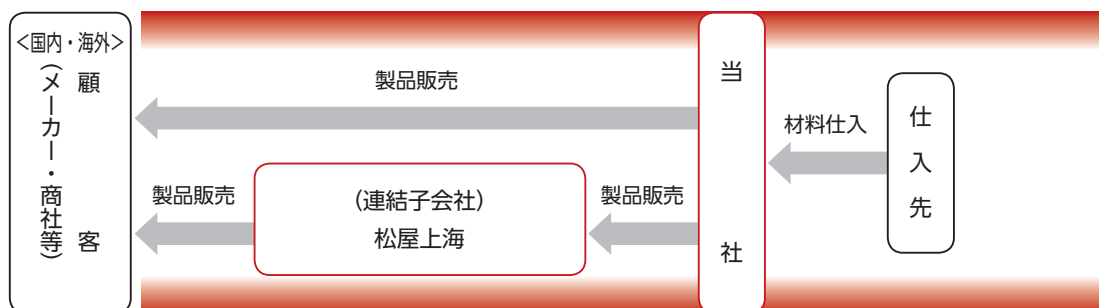 <国内・海外>
顧客
(メーカー・商社等)
製品販売
製品販売
(連結子会社)
松屋上海
製品販売
当社
材料仕入
仕入先